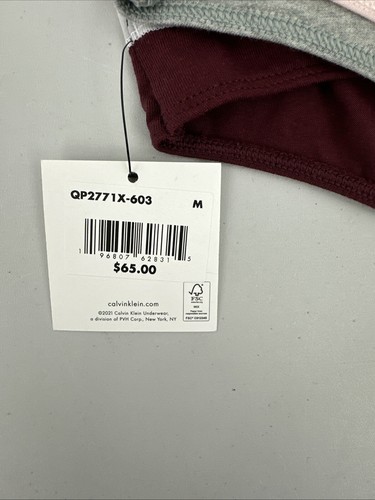 QP2771X-603 M
1 96807 62831 5
$65.00
calvinklein.com
©2021 Calvin Klein Underwear,
a division of PVH Corp., New York, NY
FSC